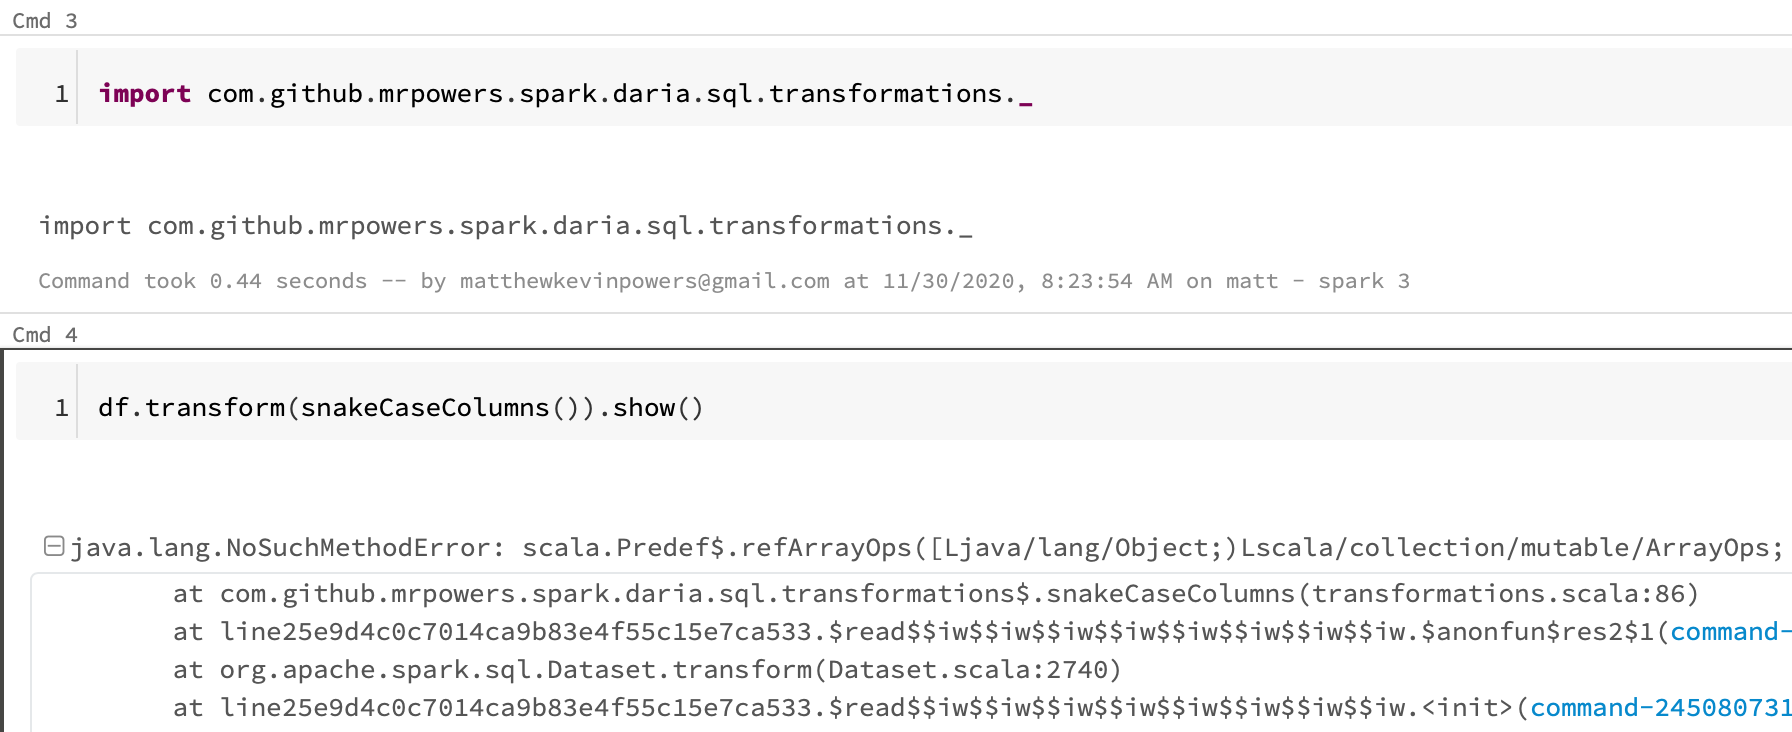 Cmd 3
1 import com.github.mrpowers.spark.daria.sql.transformations._
import com.github.mrpowers.spark.daria.sql.transformations._
Command took 0.44 seconds -- by matthewkevinpowers@gmail.com at 11/30/2020, 8:23:54 AM on matt - spark 3
Cmd 4
1 df.transform(snakeCaseColumns()).show()
java.lang.NoSuchMethodError: scala.Predef$.refArrayOps([Ljava/lang/Object;)Lscala/collection/mutable/ArrayOps;
at com.github.mrpowers.spark.daria.sql.transformations$.snakeCaseColumns(transformations.scala:86)
at line25e9d4c0c7014ca9b83e4f55c15e7ca533.$read$$iw$$iw$$iw$$iw$$iw$$iw$$iw$$iw.$anonfun$res2$1(command-
at org.apache.spark.sql.Dataset.transform(Dataset.scala:2740)
at line25e9d4c0c7014ca9b83e4f55c15e7ca533.$read$$iw$$iw$$iw$$iw$$iw$$iw$$iw$$iw.<init>(command-245080731